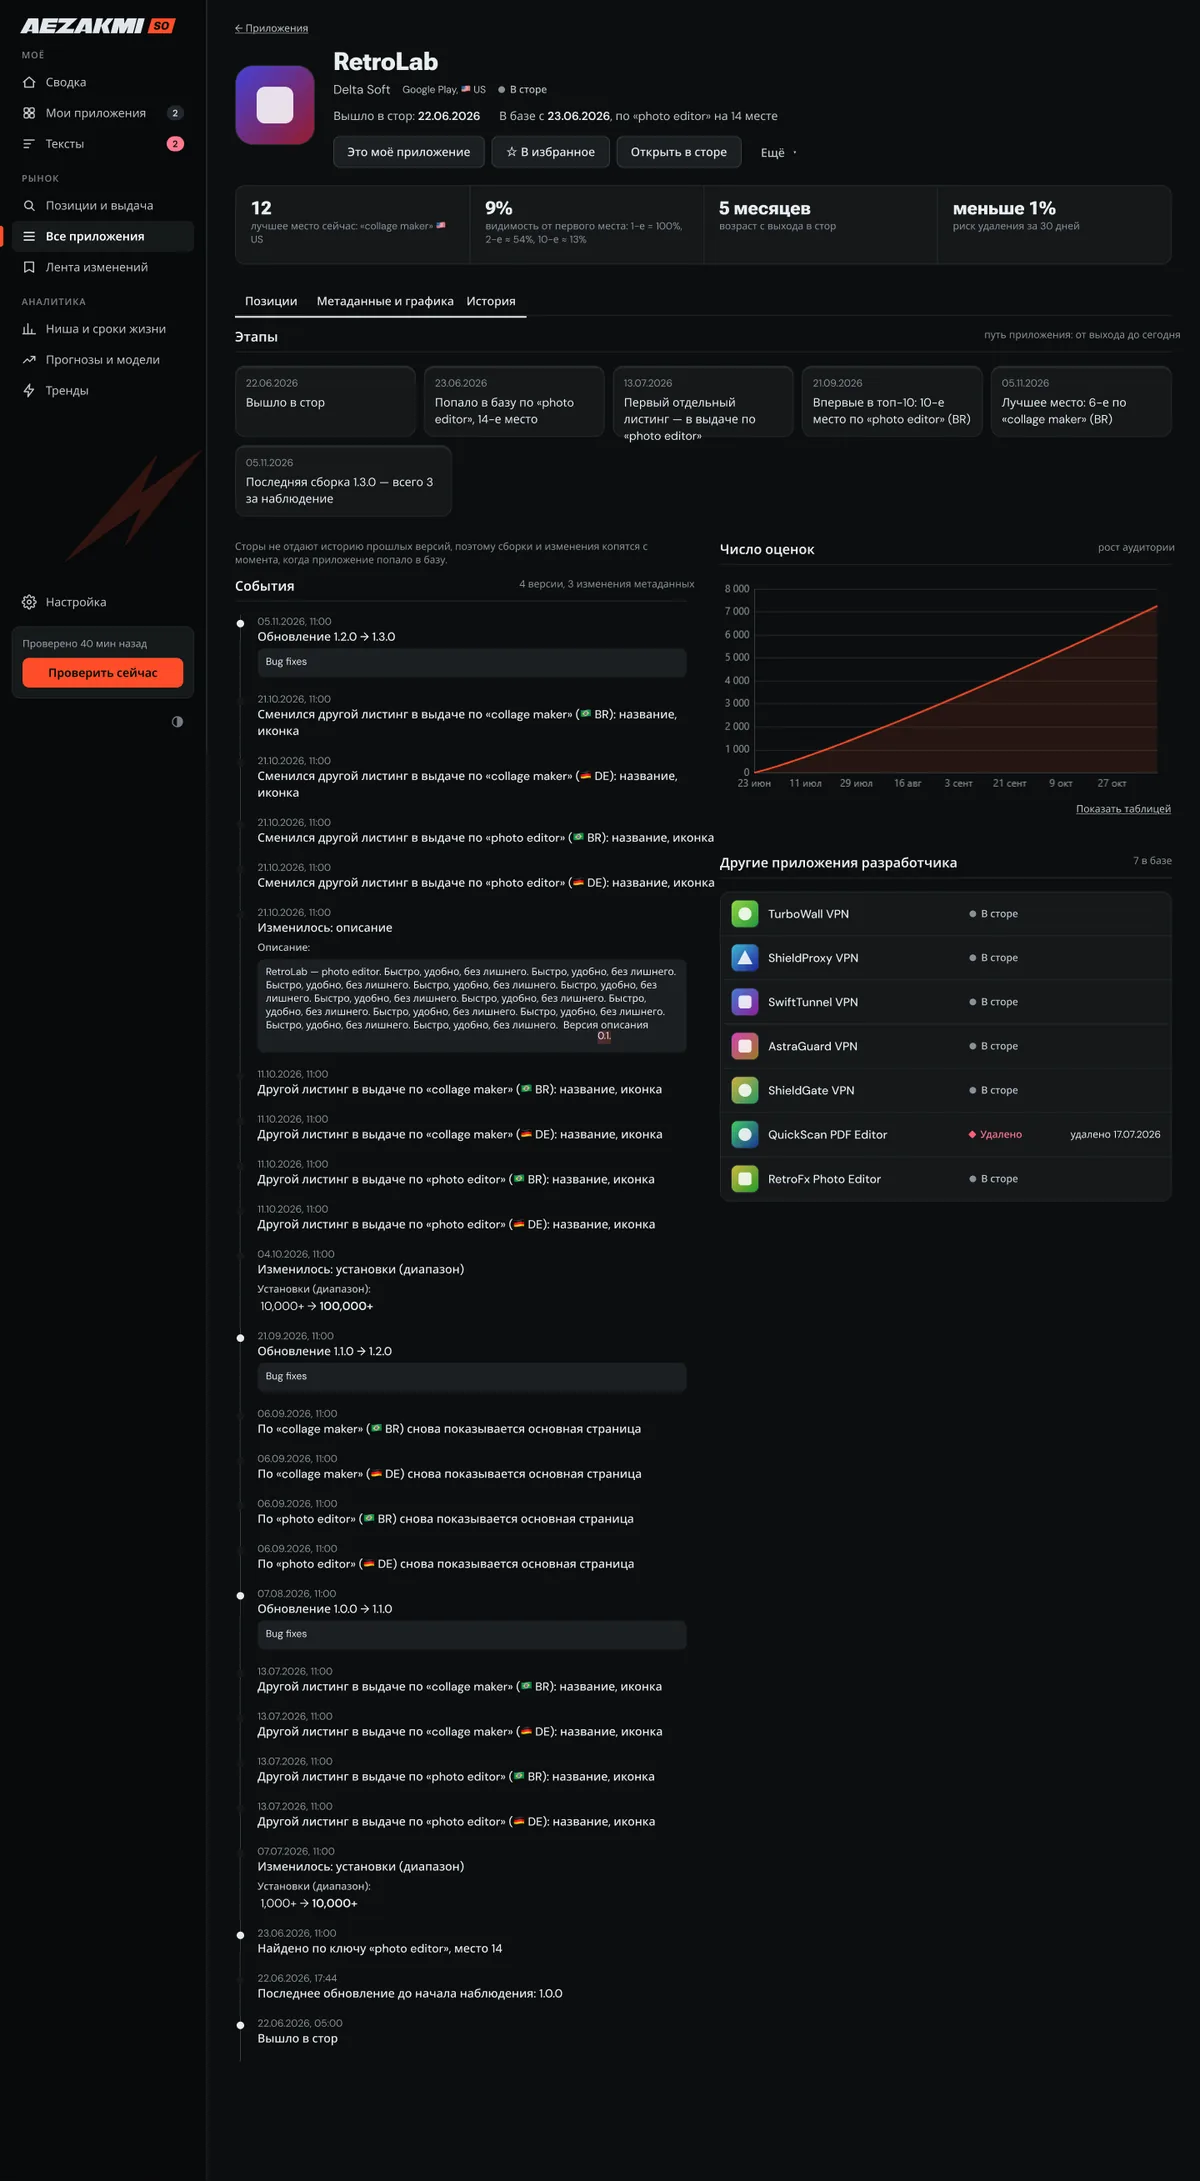 AEZAKMI SO
МОЁ
Сводка
Мои приложения 2
Тексты 2
РЫНОК
Позиции и выдача
Все приложения
Лента изменений
АНАЛИТИКА
Ниша и сроки жизни
Прогнозы и модели
Тренды
Настройка
Проверено 40 мин назад
Проверить сейчас
← Приложения
RetroLab
Delta Soft Google Play, US В сторе
Вышло в стор: 22.06.2026 В базе с 23.06.2026, по «photo editor» на 14 месте
Это моё приложение
☆ В избранное
Открыть в сторе
Ещё
12
лучшее место сейчас: «collage maker»
US
9%
видимость от первого места: 1-е = 100%,
2-е = 54%, 10-е = 13%
5 месяцев
возраст с выхода в стор
меньше 1%
риск удаления за 30 дней
Позиции Метаданные и графика История
Этапы
путь приложения: от выхода до сегодня
22.06.2026
Вышло в стор
23.06.2026
Попало в базу по «photo
editor», 14-е место
13.07.2026
Первый отдельный
листинг — в выдаче по
«photo editor»
21.09.2026
Впервые в топ-10: 10-е
место по «photo editor» (BR)
05.11.2026
Лучшее место: 6-е по
«collage maker» (BR)
05.11.2026
Последняя сборка 1.3.0 — всего 3
за наблюдение
Сторы не отдают историю прошлых версий, поэтому сборки и изменения копятся с
момента, когда приложение попало в базу.
События
4 версии, 3 изменения метаданных
05.11.2026, 11:00
Обновление 1.2.0 → 1.3.0
Bug fixes
21.10.2026, 11:00
Сменился другой листинг в выдаче по «collage maker» (BR): название,
иконка
21.10.2026, 11:00
Сменился другой листинг в выдаче по «collage maker» (DE): название,
иконка
21.10.2026, 11:00
Сменился другой листинг в выдаче по «photo editor» (BR): название, иконка
21.10.2026, 11:00
Сменился другой листинг в выдаче по «photo editor» (DE): название, иконка
21.10.2026, 11:00
Изменилось: описание
Описание:
RetroLab — photo editor. Быстро, удобно, без лишнего. Быстро, удобно, без лишнего.
Быстро, удобно, без лишнего. Быстро, удобно, без лишнего. Быстро, удобно, без
лишнего. Быстро, удобно, без лишнего. Быстро, удобно, без лишнего. Быстро,
удобно, без лишнего. Быстро, удобно, без лишнего. Быстро, удобно, без лишнего.
Быстро, удобно, без лишнего. Быстро, удобно, без лишнего. Версия описания
0.1.
11.10.2026, 11:00
Другой листинг в выдаче по «collage maker» (BR): название, иконка
11.10.2026, 11:00
Другой листинг в выдаче по «collage maker» (DE): название, иконка
11.10.2026, 11:00
Другой листинг в выдаче по «photo editor» (BR): название, иконка
11.10.2026, 11:00
Другой листинг в выдаче по «photo editor» (DE): название, иконка
04.10.2026, 11:00
Изменилось: установки (диапазон)
Установки (диапазон):
10,000+ → 100,000+
21.09.2026, 11:00
Обновление 1.1.0 → 1.2.0
Bug fixes
06.09.2026, 11:00
По «collage maker» (BR) снова показывается основная страница
06.09.2026, 11:00
По «collage maker» (DE) снова показывается основная страница
06.09.2026, 11:00
По «photo editor» (BR) снова показывается основная страница
06.09.2026, 11:00
По «photo editor» (DE) снова показывается основная страница
07.08.2026, 11:00
Обновление 1.0.0 → 1.1.0
Bug fixes
13.07.2026, 11:00
Другой листинг в выдаче по «collage maker» (BR): название, иконка
13.07.2026, 11:00
Другой листинг в выдаче по «collage maker» (DE): название, иконка
13.07.2026, 11:00
Другой листинг в выдаче по «photo editor» (BR): название, иконка
13.07.2026, 11:00
Другой листинг в выдаче по «photo editor» (DE): название, иконка
07.07.2026, 11:00
Изменилось: установки (диапазон)
Установки (диапазон):
1,000+ → 10,000+
23.06.2026, 11:00
Найдено по ключу «photo editor», место 14
22.06.2026, 17:44
Последнее обновление до начала наблюдения: 1.0.0
22.06.2026, 05:00
Вышло в стор
Число оценок
рост аудитории
8 000
7 000
6 000
5 000
4 000
3 000
2 000
1 000
0
23 июн 11 июл 29 июл 16 авг 3 сент 21 сент 9 окт 27 окт
Показать таблицей
Другие приложения разработчика
7 в базе
TurboWall VPN В сторе
ShieldProxy VPN В сторе
SwiftTunnel VPN В сторе
AstraGuard VPN В сторе
ShieldGate VPN В сторе
QuickScan PDF Editor Удалено удалено 17.07.2026
RetroFx Photo Editor В сторе